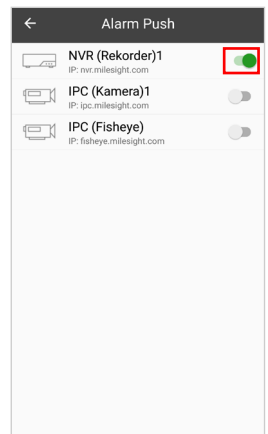 Alarm Push
NVR (Rekorder)1
IP: nvr.milesight.com
IPC (Kamera)1
IP: ipc.milesight.com
IPC (Fisheye)
IP: fisheye.milesight.com